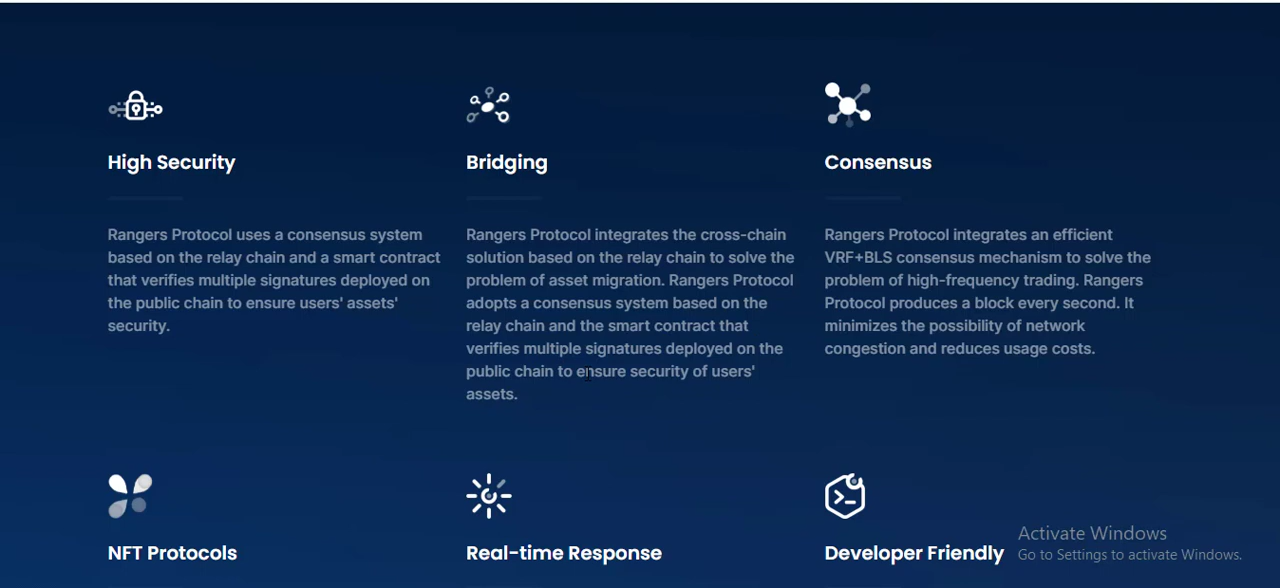 High Security
Rangers Protocol uses a consensus system
based on the relay chain and a smart contract
that verifies multiple signatures deployed on
the public chain to ensure users' assets'
security.
Bridging
Rangers Protocol integrates the cross-chain
solution based on the relay chain to solve the
problem of asset migration. Rangers Protocol
adopts a consensus system based on the
relay chain and the smart contract that
verifies multiple signatures deployed on the
public chain to ensure security of users'
assets.
Consensus
Rangers Protocol integrates an efficient
VRF+BLS consensus mechanism to solve the
problem of high-frequency trading. Rangers
Protocol produces a block every second. It
minimizes the possibility of network
congestion and reduces usage costs.
NFT Protocols
Real-time Response
Developer Friendly
Activate Windows
Go to Settings to activate Windows.